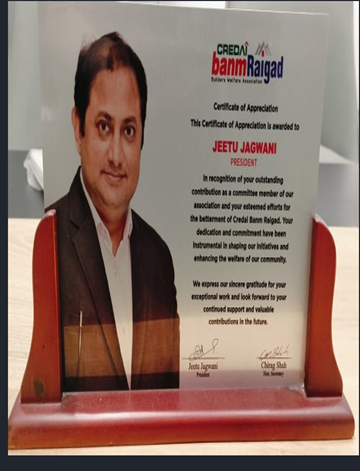 CREDAI
banmRaigad
Builders Welfare Association
Certificate of Appreciation
This Certificate of Appreciation is awarded to
JEETU JAGWANI
PRESIDENT
In recognition of your outstanding
contribution as a committee member of our
association and your esteemed efforts for
the betterment of Credai Banm Raigad. Your
dedication and commitment have been
instrumental in shaping our initiatives and
enhancing the welfare of our community.
We express our sincere gratitude for your
exceptional work and look forward to your
continued support and valuable
contributions in the future.
Jeetu Jagwani Chirag Shah
President Hon. Secretary